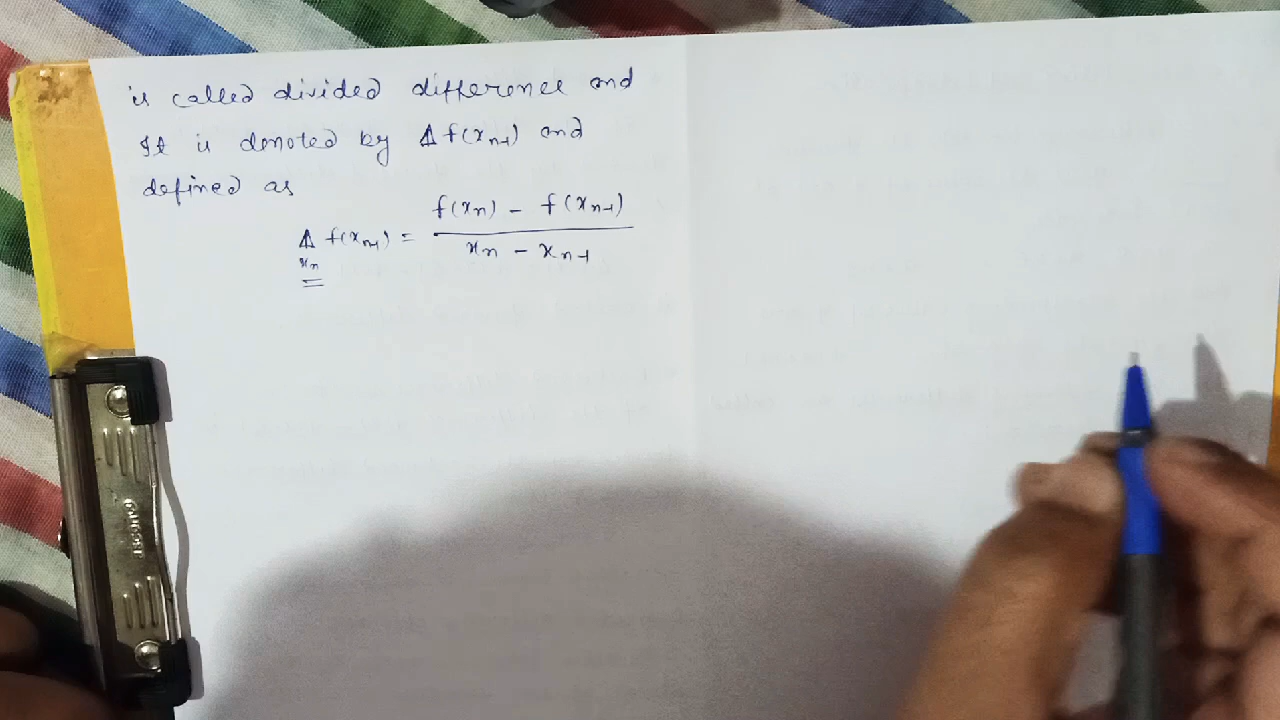 is called divided difference and
It is denoted by Δ f(xₙ₋₁) and
defined as
Δ f(xₙ₋₁) = f(xₙ) - f(xₙ₋₁)
xₙ xₙ - xₙ₋₁